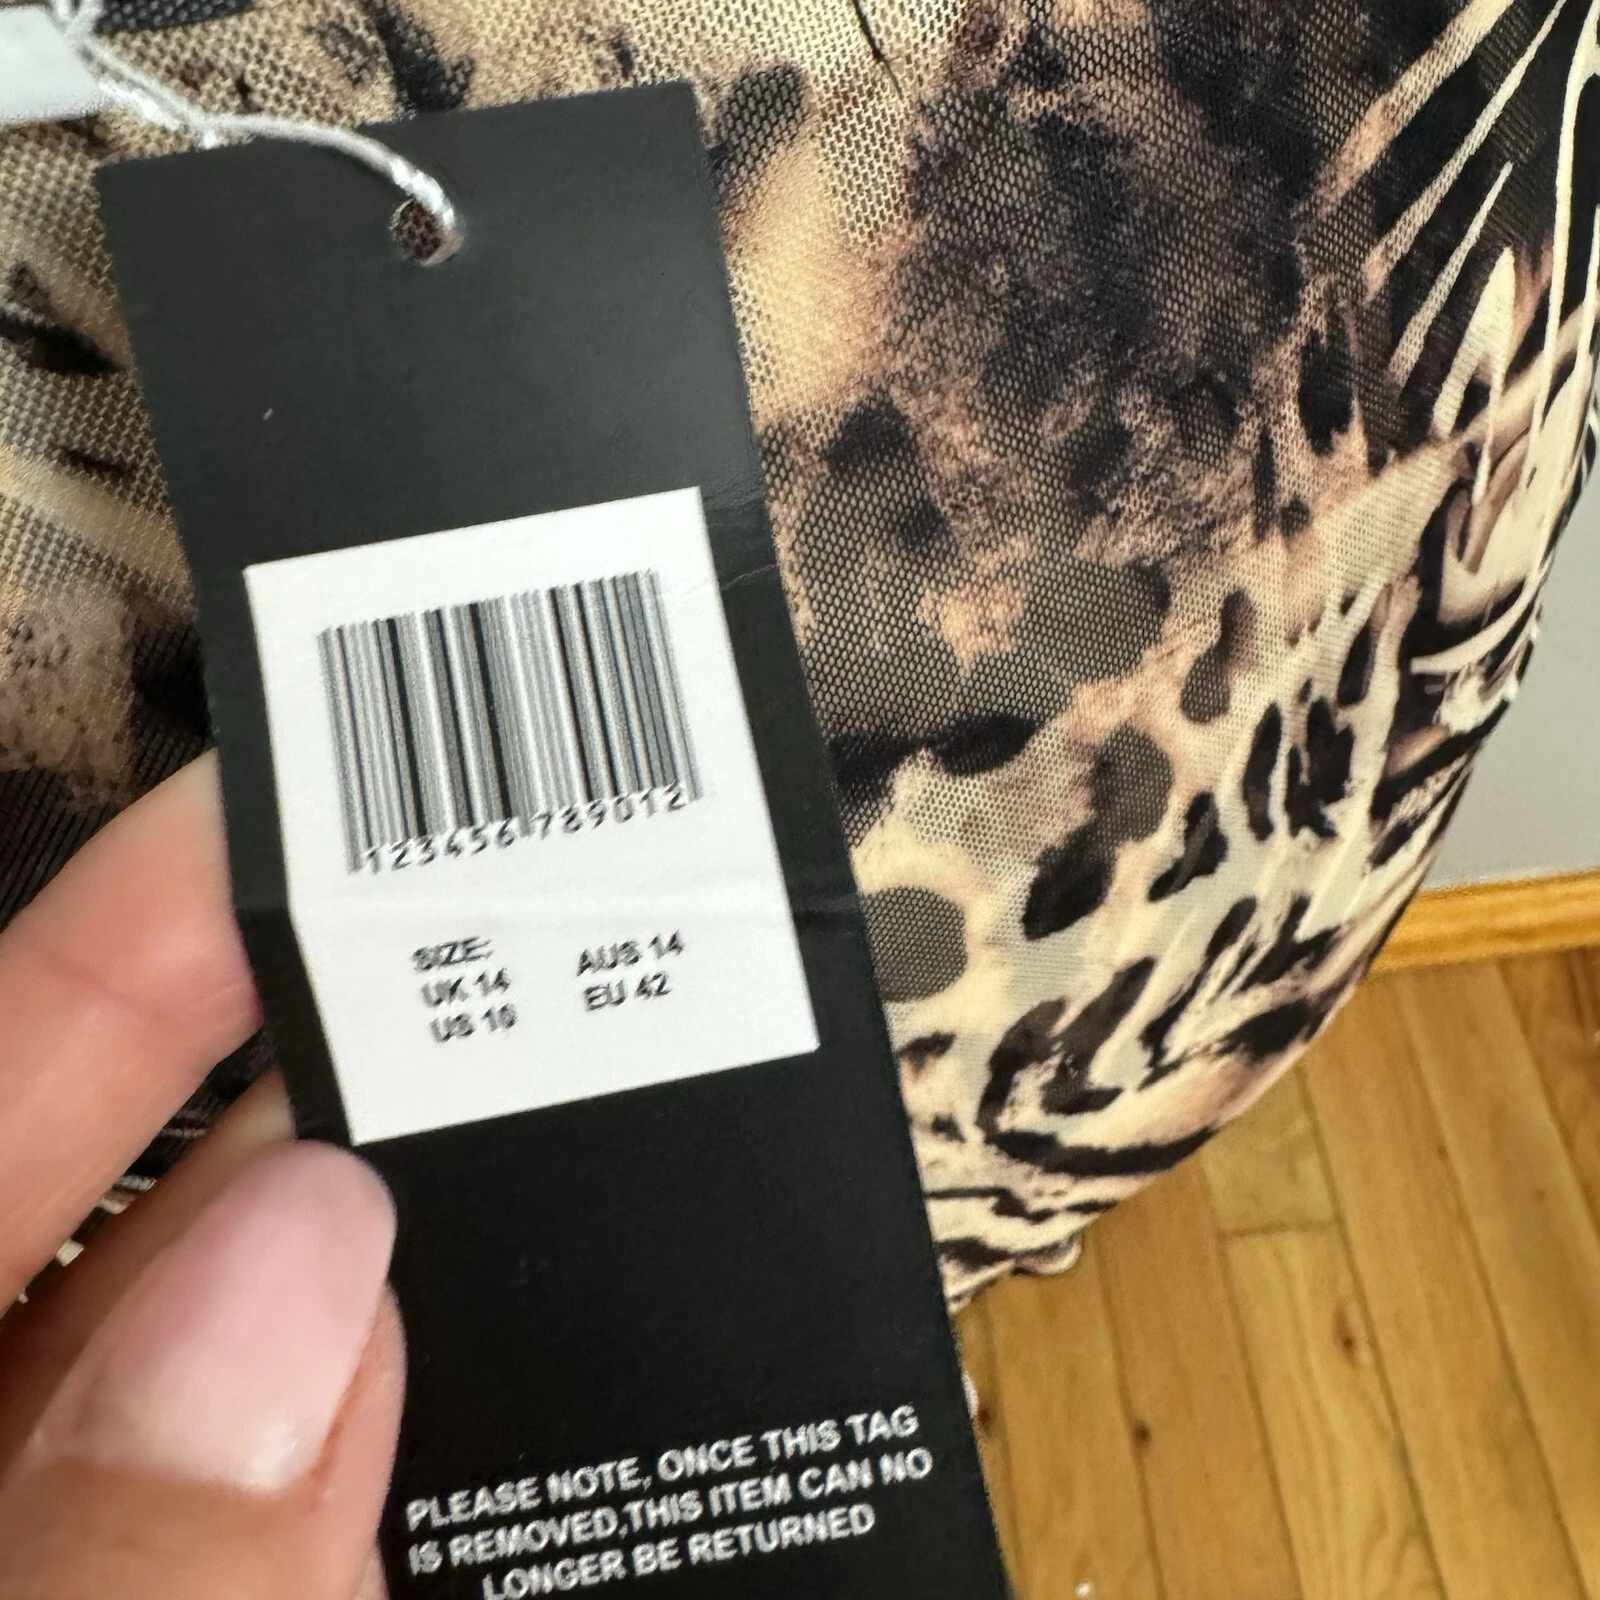 123456789012
SIZE:
UK 14
US 10
AUS 14
EU 42
PLEASE NOTE, ONCE THIS TAG
IS REMOVED,THIS ITEM CAN NO
LONGER BE RETURNED